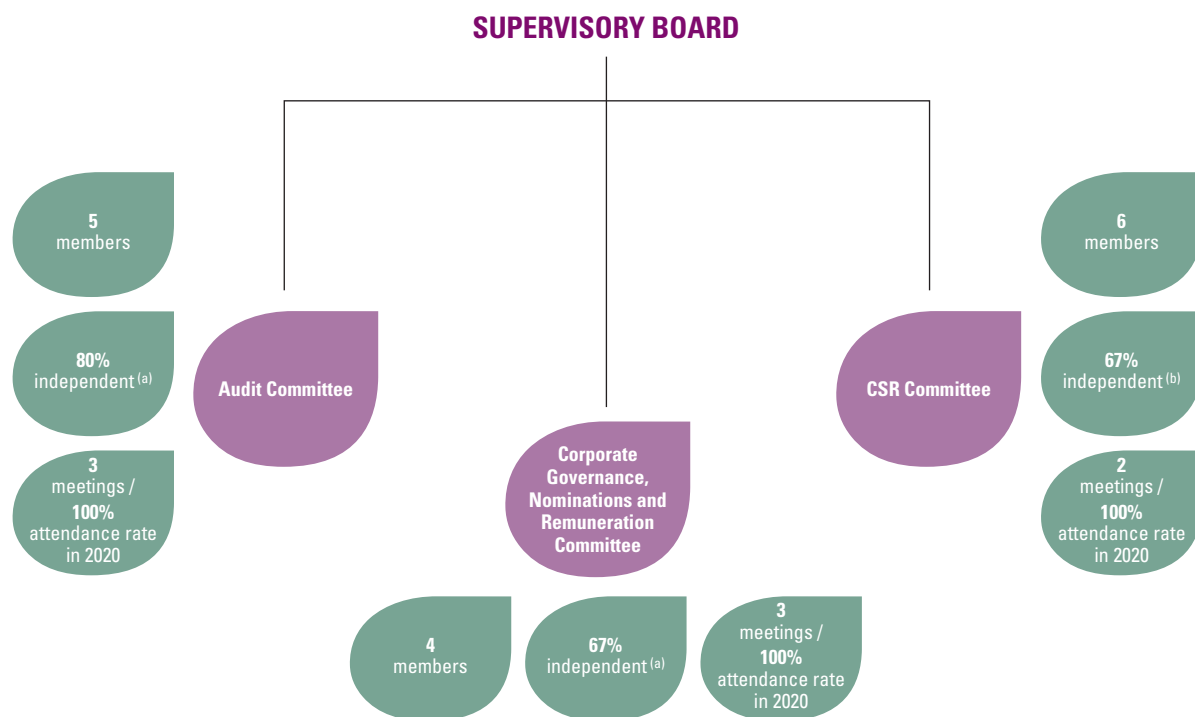 SUPERVISORY BOARD
5
members
80%
independent (a)
3
meetings /
100%
attendance rate
in 2020
Audit Committee
Corporate
Governance,
Nominations and
Remuneration
Committee
4
members
67%
independent (a)
3
meetings /
100%
attendance rate
in 2020
CSR Committee
6
members
67%
independent (b)
2
meetings /
100%
attendance rate
in 2020